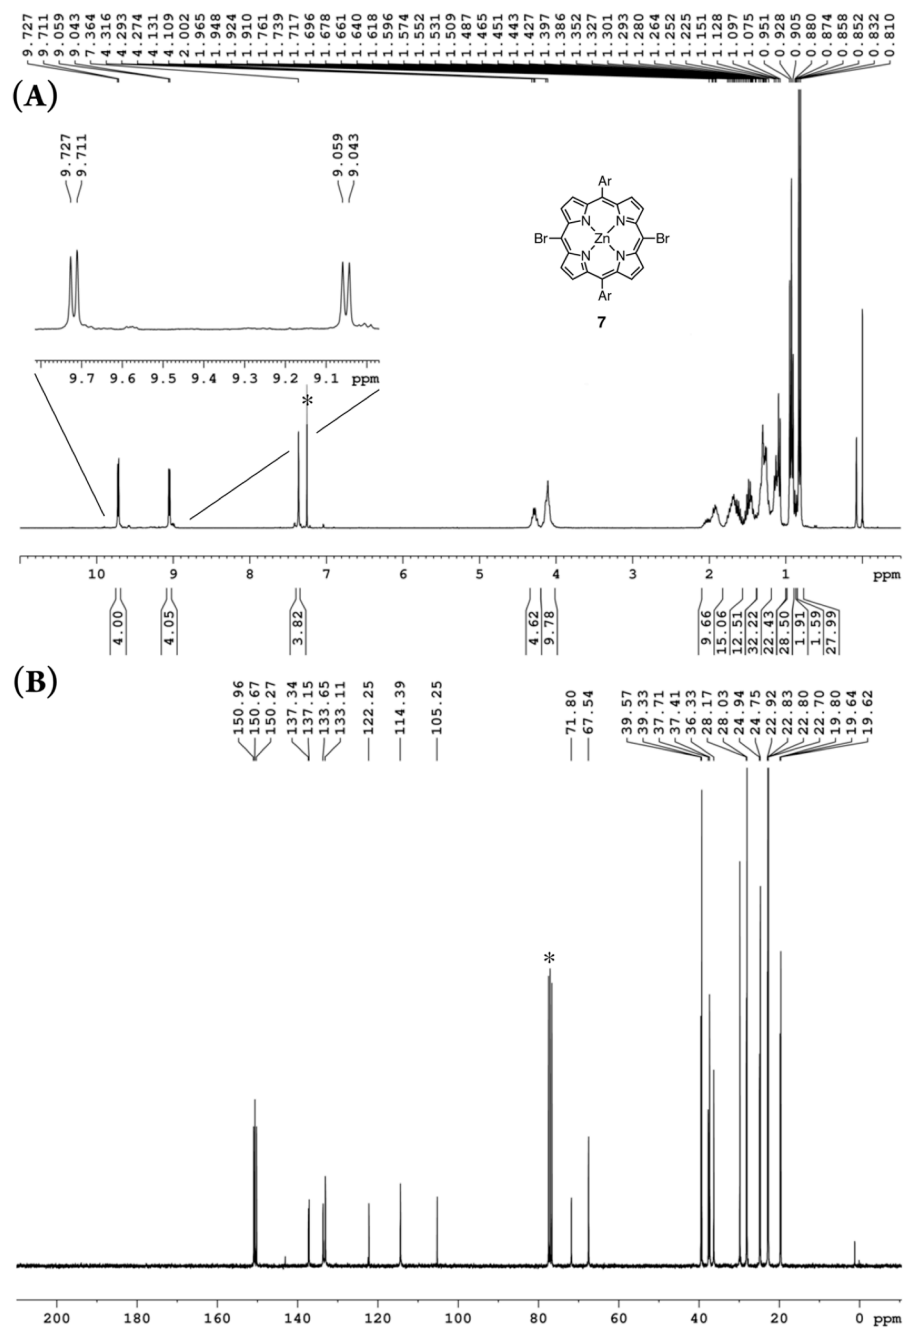 9.727 9.711 9.059 9.043 7.364 4.316 4.293 4.274 4.131 4.109 2.002 1.965 1.948 1.924 1.910 1.761 1.739 1.717 1.696 1.678 1.661 1.640 1.618 1.596 1.574 1.552 1.531 1.509 1.487 1.465 1.451 1.443 1.427 1.397 1.386 1.352 1.327 1.301 1.293 1.280 1.264 1.252 1.225 1.151 1.128 1.097 1.075 0.951 0.928 0.905 0.880 0.874 0.858 0.852 0.832 0.810
(A)
9.727 9.711 9.059 9.043
Ar
N N
Br Zn Br
N N
Ar
7
9.7 9.6 9.5 9.4 9.3 9.2 9.1 ppm
*
10 9 8 7 6 5 4 3 2 1 ppm
4.00 4.05 3.82 4.62 9.78 9.66 15.06 12.51 32.22 22.43 28.50 1.91 1.59 27.99
(B)
150.96 150.67 150.27 137.34 137.15 133.65 133.11 122.25 114.39 105.25 71.80 67.54 39.57 39.33 37.71 37.41 36.33 28.17 28.03 24.94 24.75 22.92 22.83 22.80 22.70 19.80 19.64 19.62
*
200 180 160 140 120 100 80 60 40 20 0 ppm